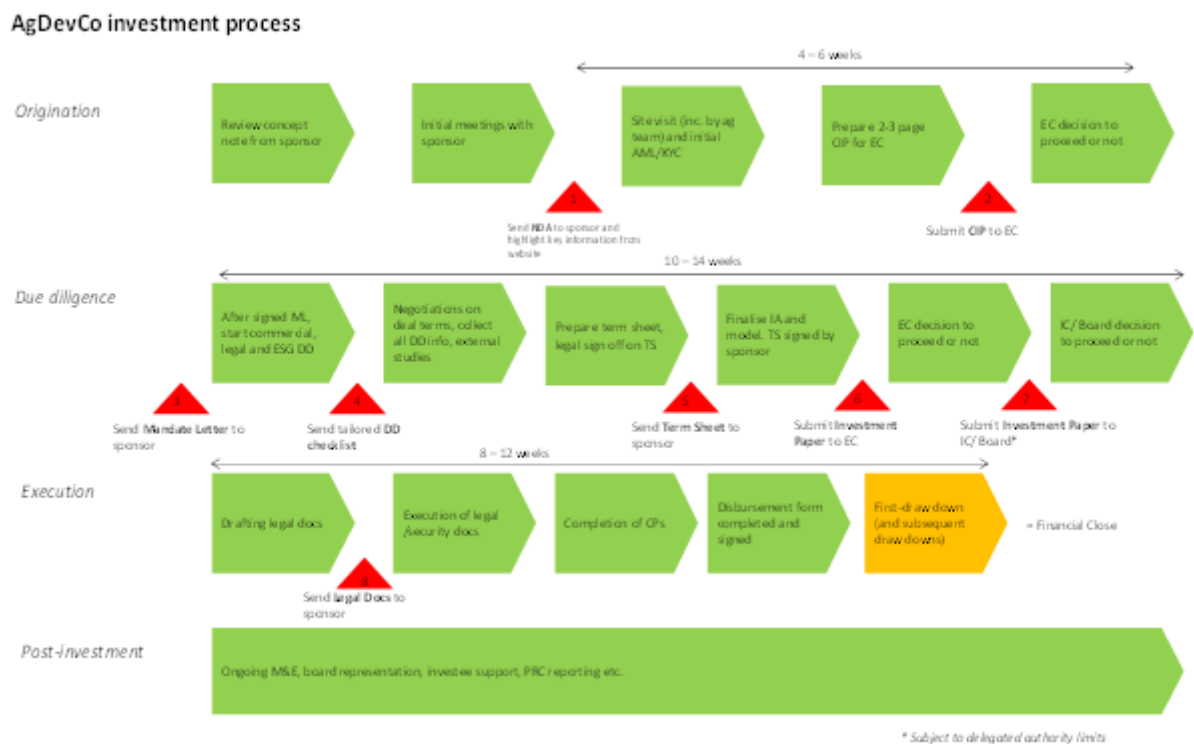 AgDevCo investment process
4 – 6 weeks
Origination
Review concept
note from sponsor
Initial meetings with
sponsor
Site visit (inc. by ag
team) and initial
AML/KYC
Prepare 2-3 page
CIP for EC
EC decision to
proceed or not
1
2
Send NDA to sponsor and
highlight key information from
website
Submit CIP to EC
10 – 14 weeks
Due diligence
After signed ML,
start commercial,
legal and ESG DD
Negotiations on
deal terms, collect
all DD info, external
studies
Prepare term sheet,
legal sign off on TS
Finalise IA and
model. TS signed by
sponsor
EC decision to
proceed or not
IC/ Board decision
to proceed or not
3
4
5
6
7
Send Mandate Letter to
sponsor
Send tailored DD
checklist
Send Term Sheet to
sponsor
Submit Investment
Paper to EC
Submit Investment Paper to
IC/ Board*
8 – 12 weeks
Execution
Drafting legal docs
Execution of legal
/security docs
Completion of CPs
Disbursement form
completed and
signed
First-draw down
(and subsequent
draw downs)
= Financial Close
8
Send Legal Docs to
sponsor
Post-investment
Ongoing M&E, board representation, investee support, PRC reporting etc.
* Subject to delegated authority limits